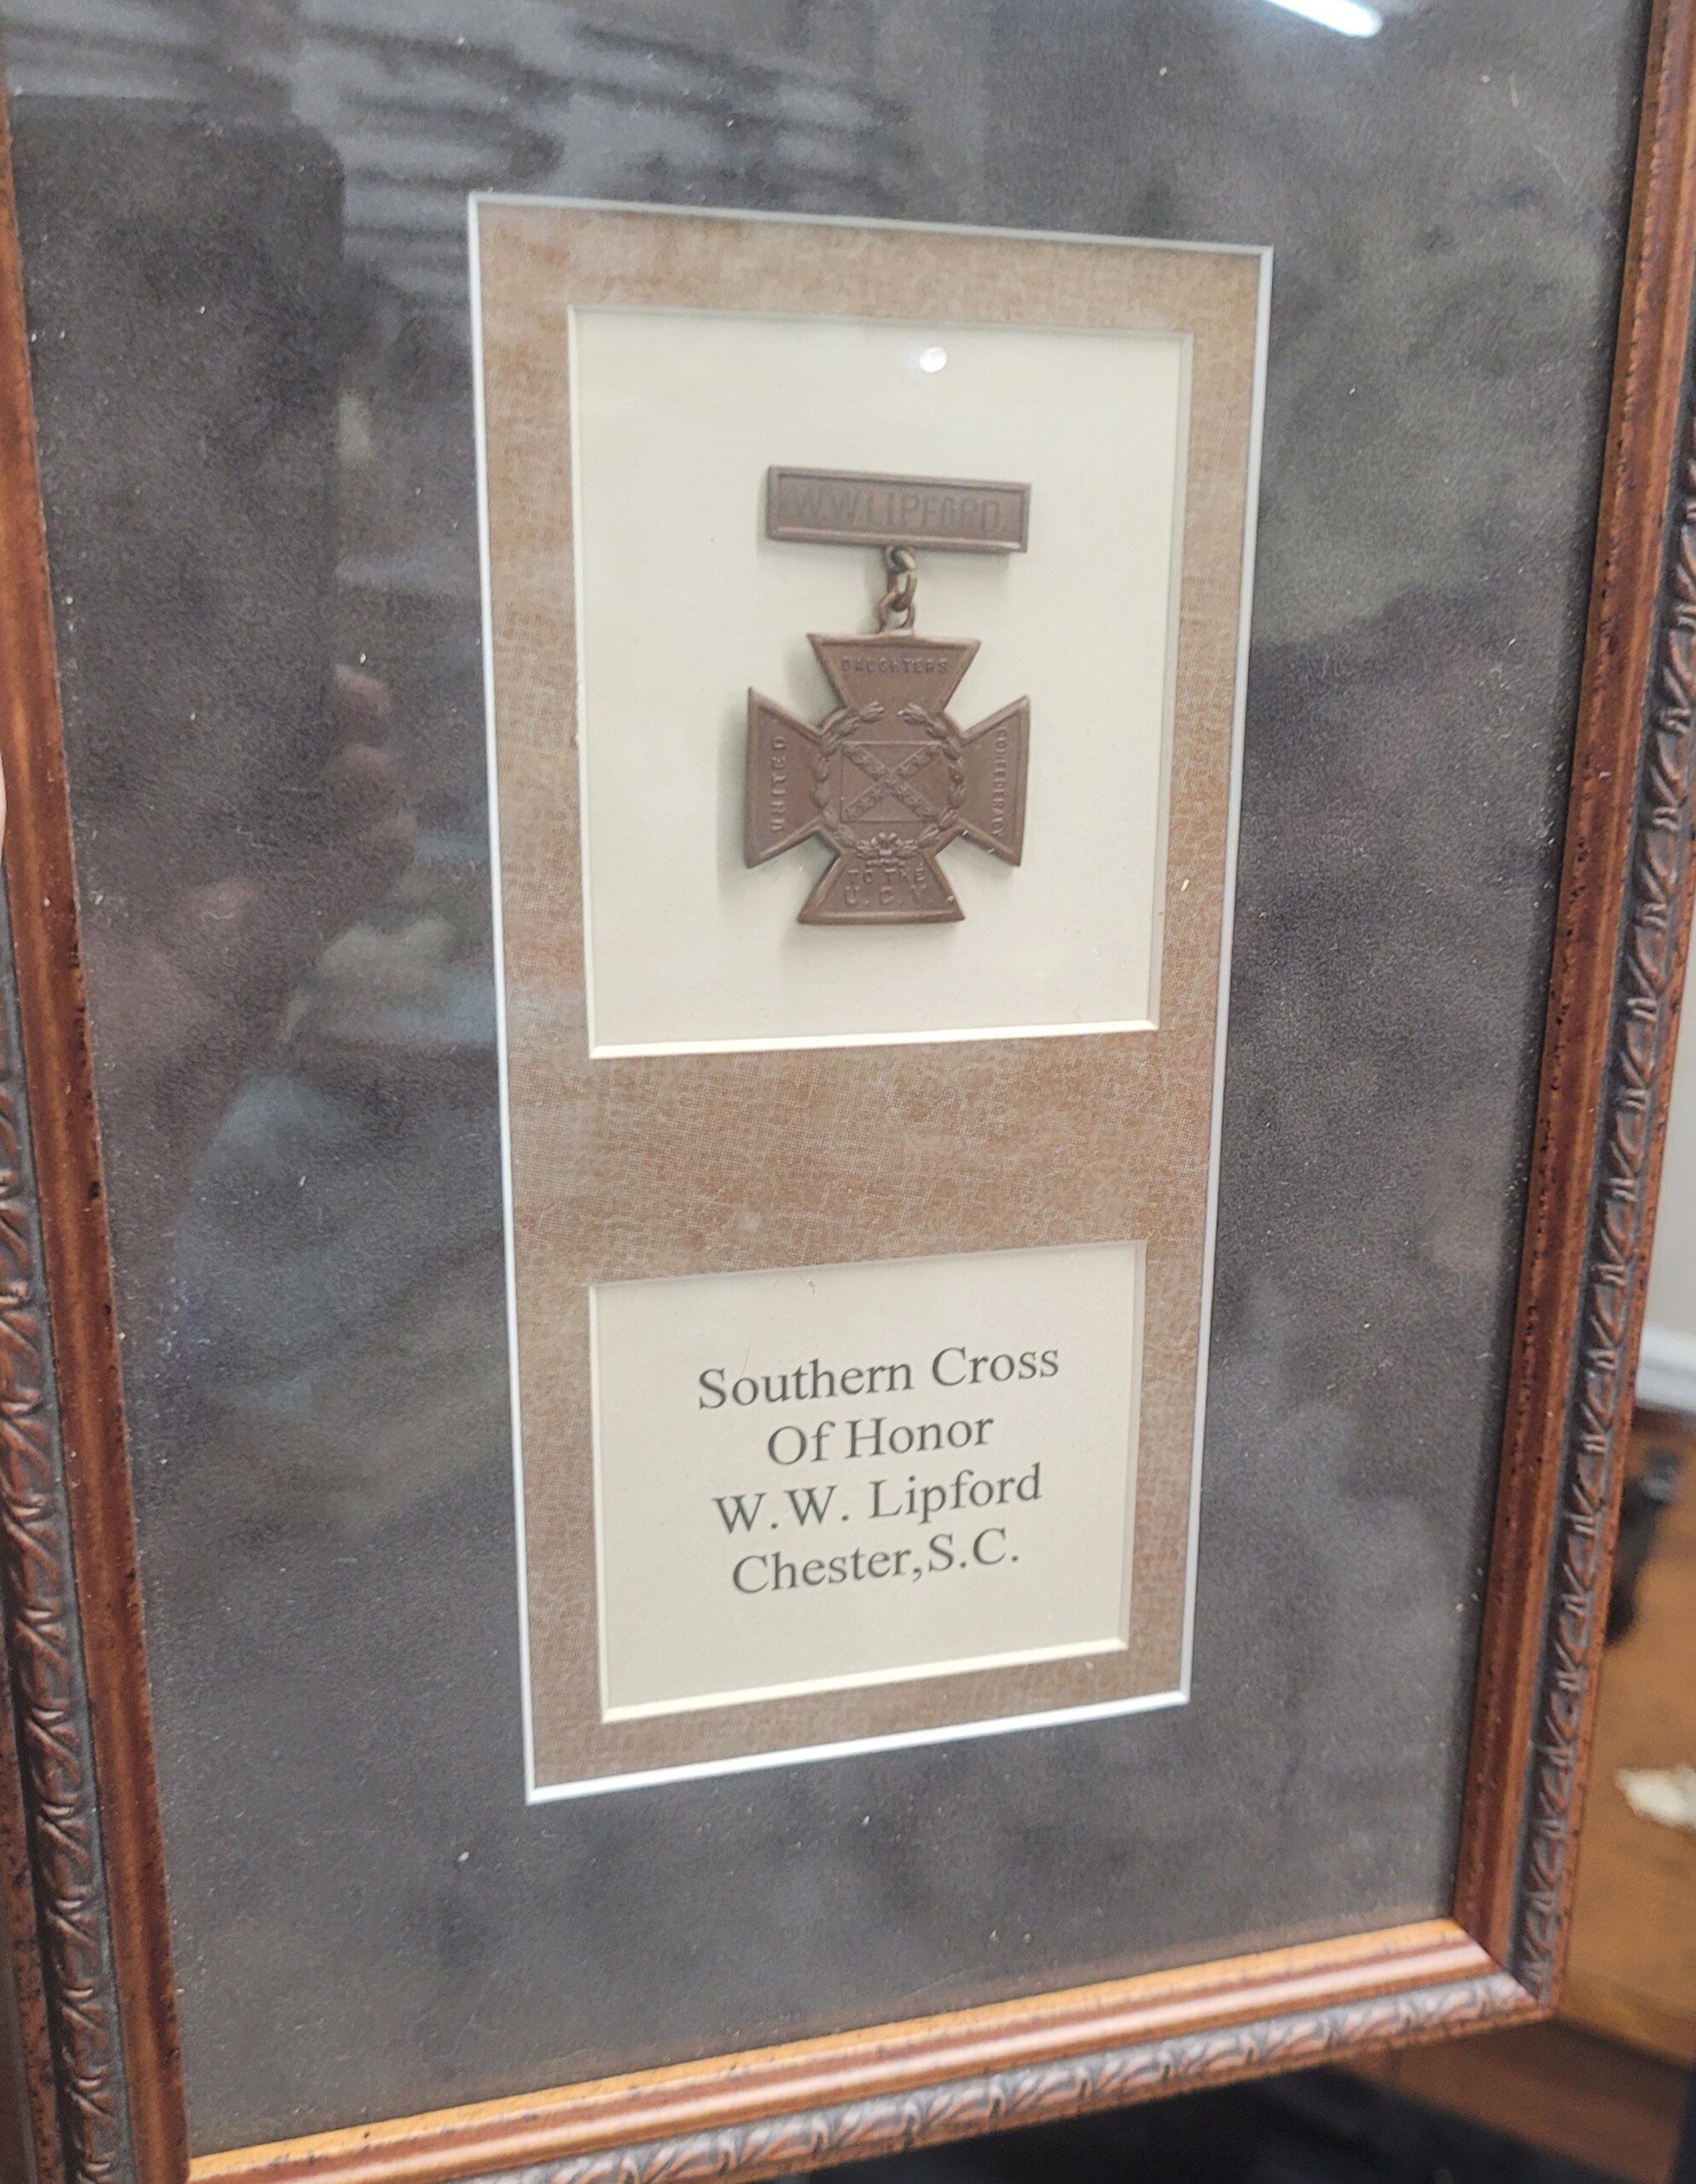 W.W.LIPFORD.
DAUGHTERS
UNITED
CONFEDERACY
TO THE
U.C.V
Southern Cross
Of Honor
W.W. Lipford
Chester,S.C.